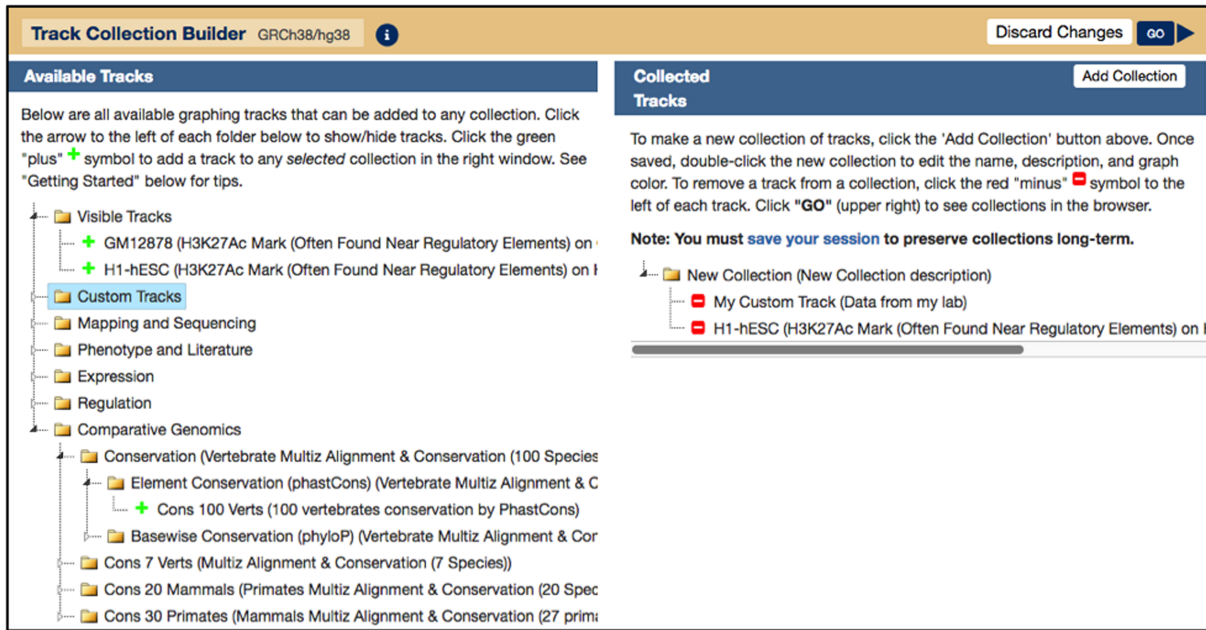 Track Collection Builder GRCh38/hg38 i
Discard Changes GO
Available Tracks
Below are all available graphing tracks that can be added to any collection. Click
the arrow to the left of each folder below to show/hide tracks. Click the green
"plus" + symbol to add a track to any selected collection in the right window. See
"Getting Started" below for tips.
Visible Tracks
GM12878 (H3K27Ac Mark (Often Found Near Regulatory Elements) on
H1-hESC (H3K27Ac Mark (Often Found Near Regulatory Elements) on
Custom Tracks
Mapping and Sequencing
Phenotype and Literature
Expression
Regulation
Comparative Genomics
Conservation (Vertebrate Multiz Alignment & Conservation (100 Species
Element Conservation (phastCons) (Vertebrate Multiz Alignment & C
Cons 100 Verts (100 vertebrates conservation by PhastCons)
Basewise Conservation (phyloP) (Vertebrate Multiz Alignment & Con
Cons 7 Verts (Multiz Alignment & Conservation (7 Species))
Cons 20 Mammals (Primates Multiz Alignment & Conservation (20 Spec
Cons 30 Primates (Mammals Multiz Alignment & Conservation (27 prima
Collected
Tracks
Add Collection
To make a new collection of tracks, click the 'Add Collection' button above. Once
saved, double-click the new collection to edit the name, description, and graph
color. To remove a track from a collection, click the red "minus" symbol to the
left of each track. Click "GO" (upper right) to see collections in the browser.
Note: You must save your session to preserve collections long-term.
New Collection (New Collection description)
My Custom Track (Data from my lab)
H1-hESC (H3K27Ac Mark (Often Found Near Regulatory Elements) on